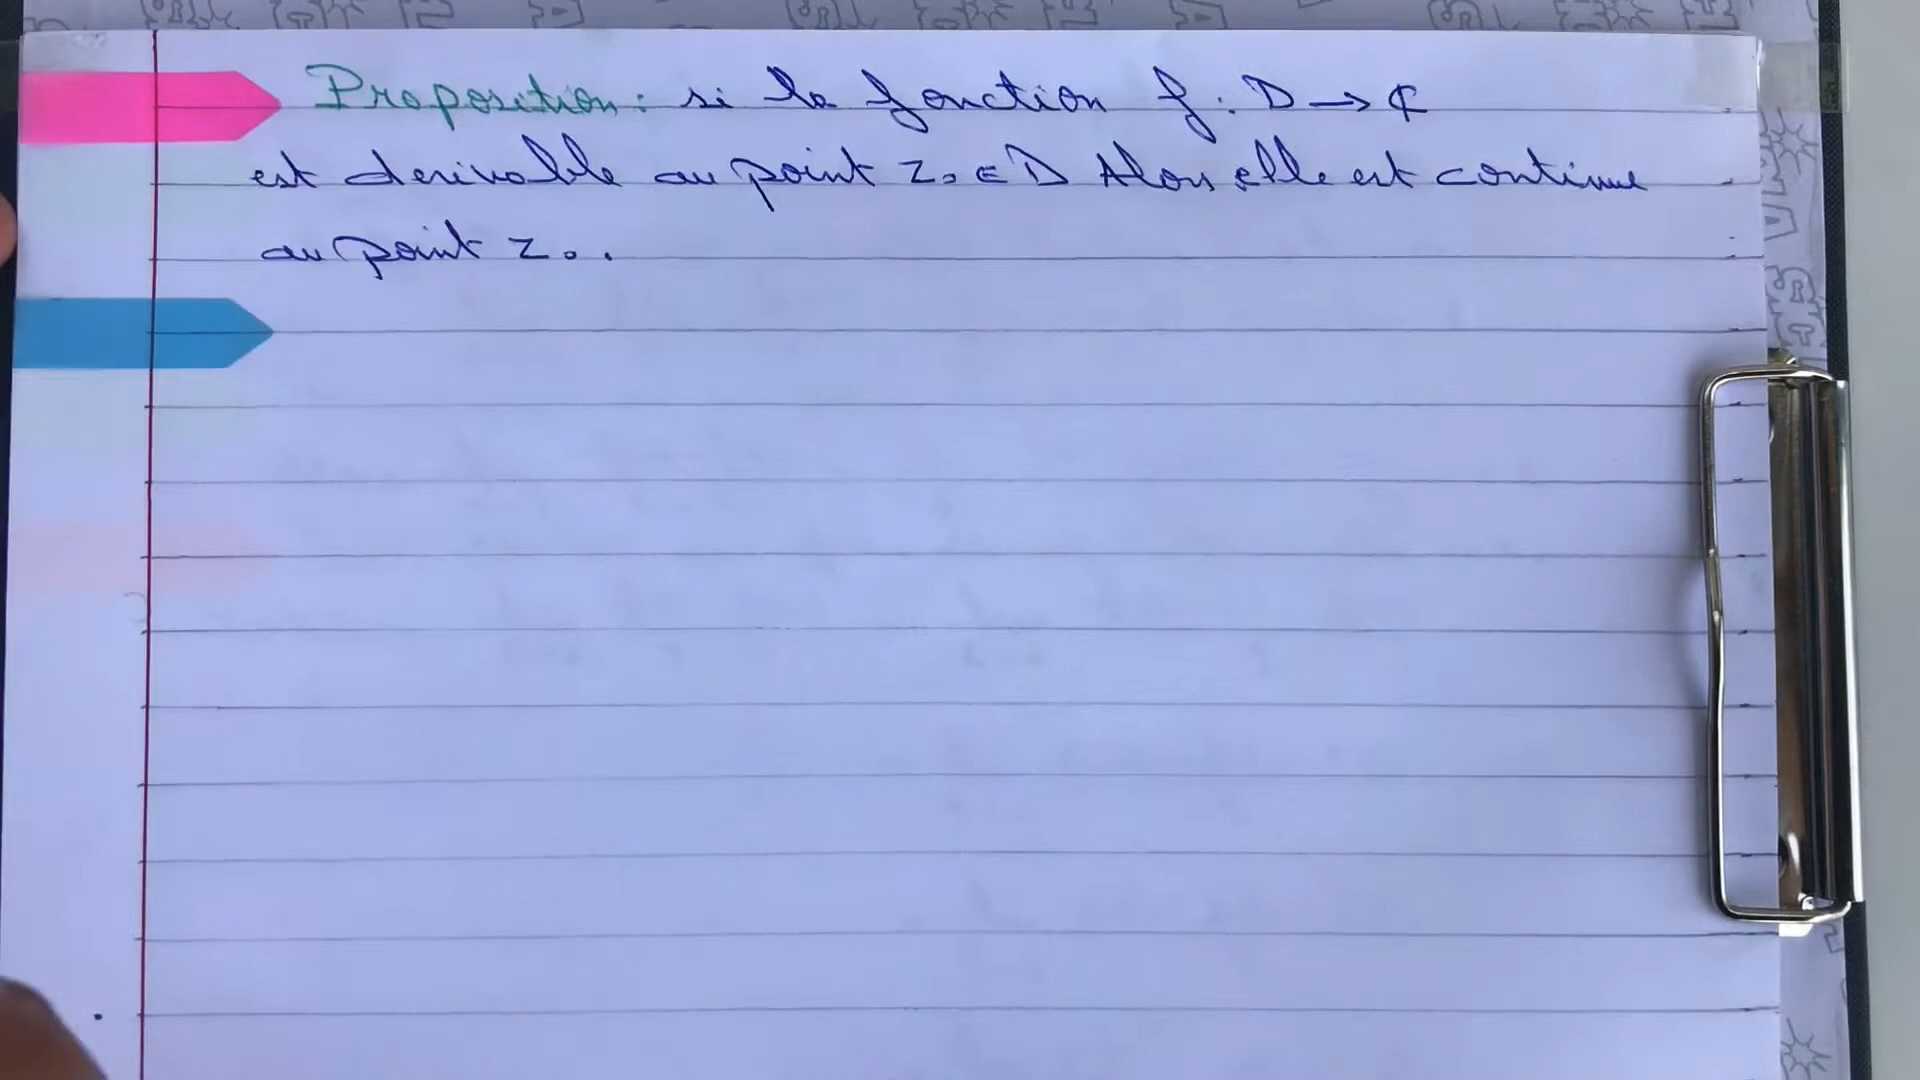 Proposition : si la fonction f : D → ℂ
est derivable au point z₀ ∈ D Alors elle est continue
au point z₀ .